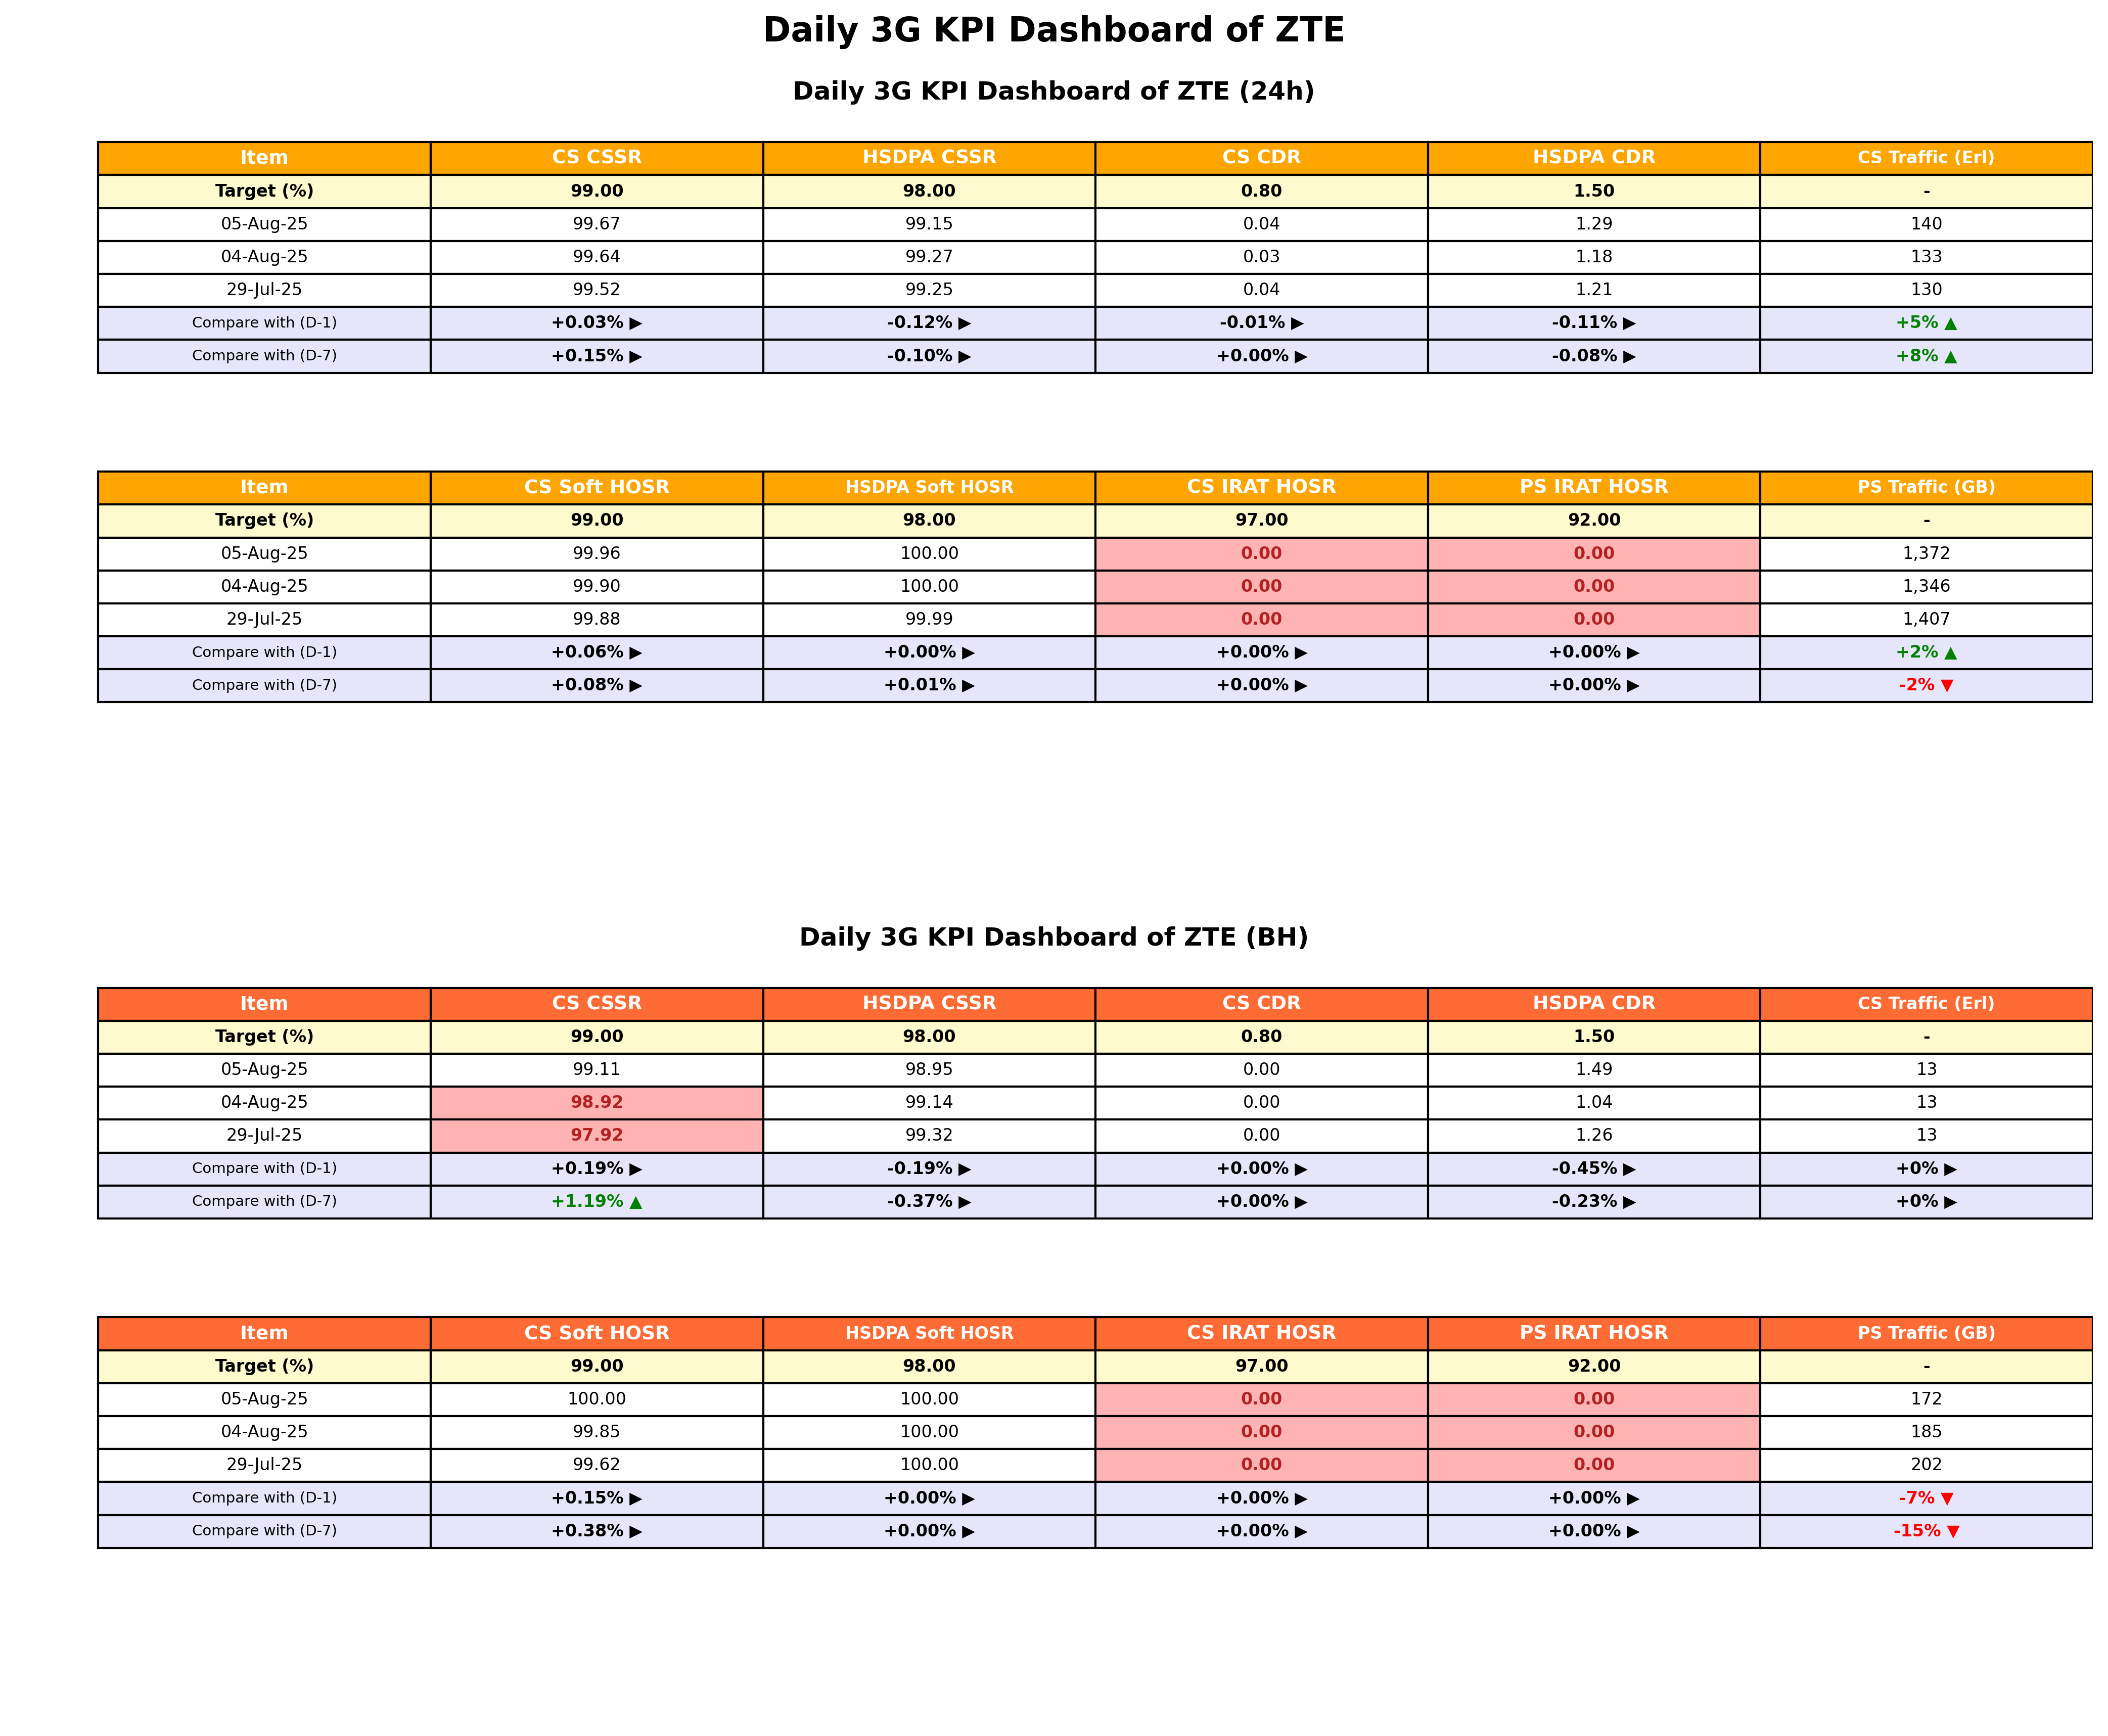 Daily 3G KPI Dashboard of ZTE
Daily 3G KPI Dashboard of ZTE (24h)
Item CS CSSR HSDPA CSSR CS CDR HSDPA CDR CS Traffic (Erl)
Target (%) 99.00 98.00 0.80 1.50 -
05-Aug-25 99.67 99.15 0.04 1.29 140
04-Aug-25 99.64 99.27 0.03 1.18 133
29-Jul-25 99.52 99.25 0.04 1.21 130
Compare with (D-1) +0.03% ▶ -0.12% ▶ -0.01% ▶ -0.11% ▶ +5% ▲
Compare with (D-7) +0.15% ▶ -0.10% ▶ +0.00% ▶ -0.08% ▶ +8% ▲
Item CS Soft HOSR HSDPA Soft HOSR CS IRAT HOSR PS IRAT HOSR PS Traffic (GB)
Target (%) 99.00 98.00 97.00 92.00 -
05-Aug-25 99.96 100.00 0.00 0.00 1,372
04-Aug-25 99.90 100.00 0.00 0.00 1,346
29-Jul-25 99.88 99.99 0.00 0.00 1,407
Compare with (D-1) +0.06% ▶ +0.00% ▶ +0.00% ▶ +0.00% ▶ +2% ▲
Compare with (D-7) +0.08% ▶ +0.01% ▶ +0.00% ▶ +0.00% ▶ -2% ▼
Daily 3G KPI Dashboard of ZTE (BH)
Item CS CSSR HSDPA CSSR CS CDR HSDPA CDR CS Traffic (Erl)
Target (%) 99.00 98.00 0.80 1.50 -
05-Aug-25 99.11 98.95 0.00 1.49 13
04-Aug-25 98.92 99.14 0.00 1.04 13
29-Jul-25 97.92 99.32 0.00 1.26 13
Compare with (D-1) +0.19% ▶ -0.19% ▶ +0.00% ▶ -0.45% ▶ +0% ▶
Compare with (D-7) +1.19% ▲ -0.37% ▶ +0.00% ▶ -0.23% ▶ +0% ▶
Item CS Soft HOSR HSDPA Soft HOSR CS IRAT HOSR PS IRAT HOSR PS Traffic (GB)
Target (%) 99.00 98.00 97.00 92.00 -
05-Aug-25 100.00 100.00 0.00 0.00 172
04-Aug-25 99.85 100.00 0.00 0.00 185
29-Jul-25 99.62 100.00 0.00 0.00 202
Compare with (D-1) +0.15% ▶ +0.00% ▶ +0.00% ▶ +0.00% ▶ -7% ▼
Compare with (D-7) +0.38% ▶ +0.00% ▶ +0.00% ▶ +0.00% ▶ -15% ▼